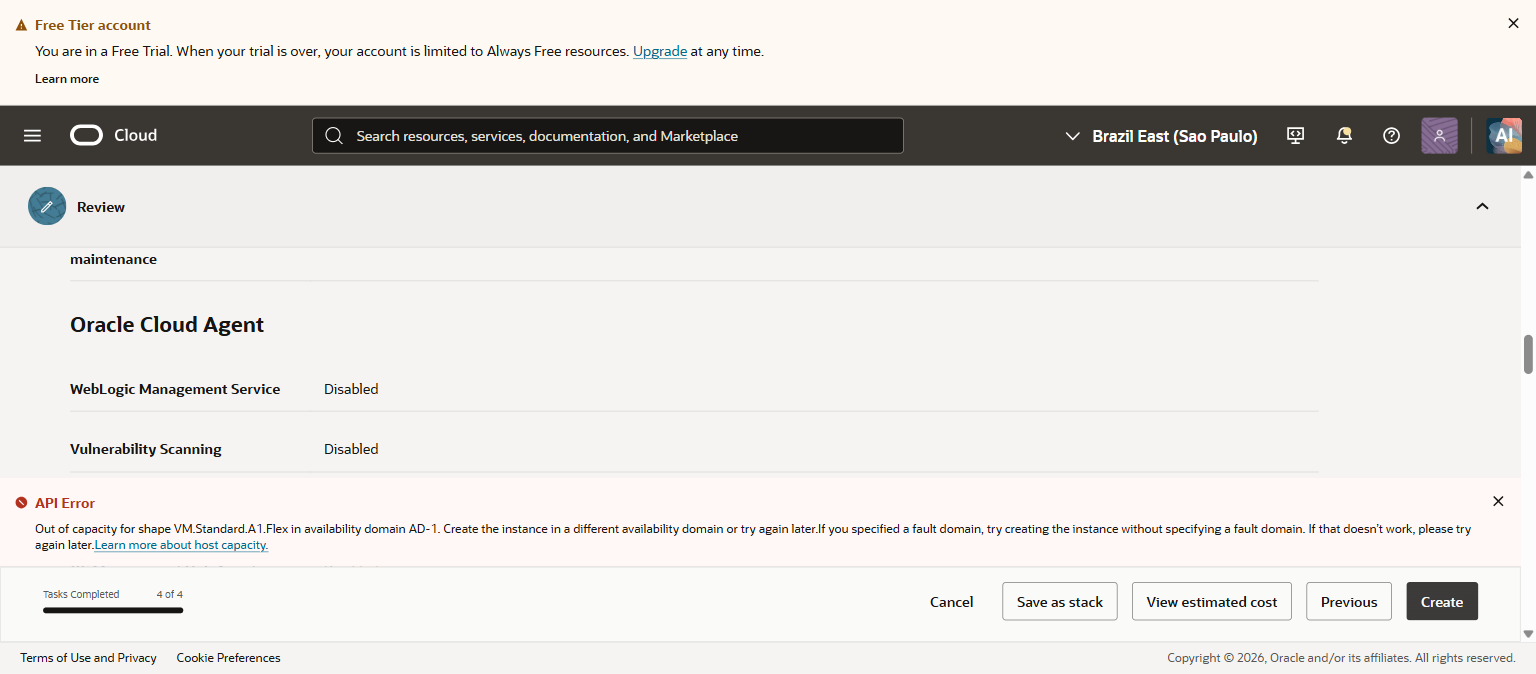 Free Tier account
You are in a Free Trial. When your trial is over, your account is limited to Always Free resources. Upgrade at any time.
Learn more
Cloud
Search resources, services, documentation, and Marketplace
Brazil East (Sao Paulo)
AI
Review
maintenance
Oracle Cloud Agent
WebLogic Management Service Disabled
Vulnerability Scanning Disabled
API Error
Out of capacity for shape VM.Standard.A1.Flex in availability domain AD-1. Create the instance in a different availability domain or try again later.If you specified a fault domain, try creating the instance without specifying a fault domain. If that doesn't work, please try
again later.Learn more about host capacity.
Tasks Completed 4 of 4
Cancel
Save as stack
View estimated cost
Previous
Create
Terms of Use and Privacy
Cookie Preferences
Copyright © 2026, Oracle and/or its affiliates. All rights reserved.